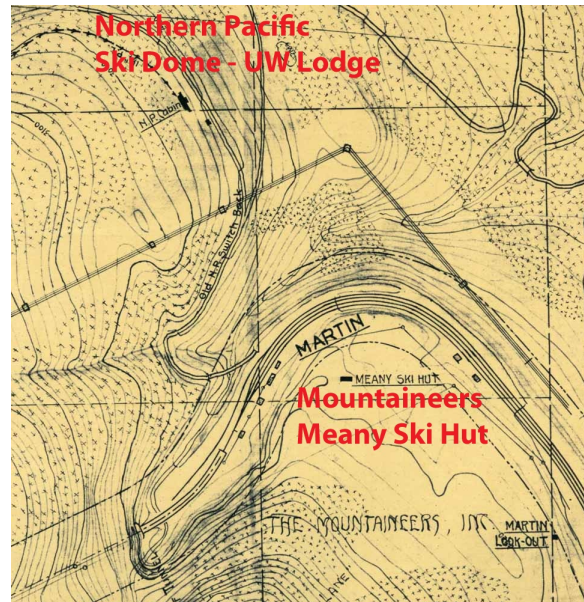 Northern Pacific
Ski Dome - UW Lodge
N.P. Cabin
Old N.P. Switch Back
MARTIN
MEANY SKI HUT
Mountaineers
Meany Ski Hut
THE MOUNTAINEERS, INC.
MARTIN
LOOK-OUT